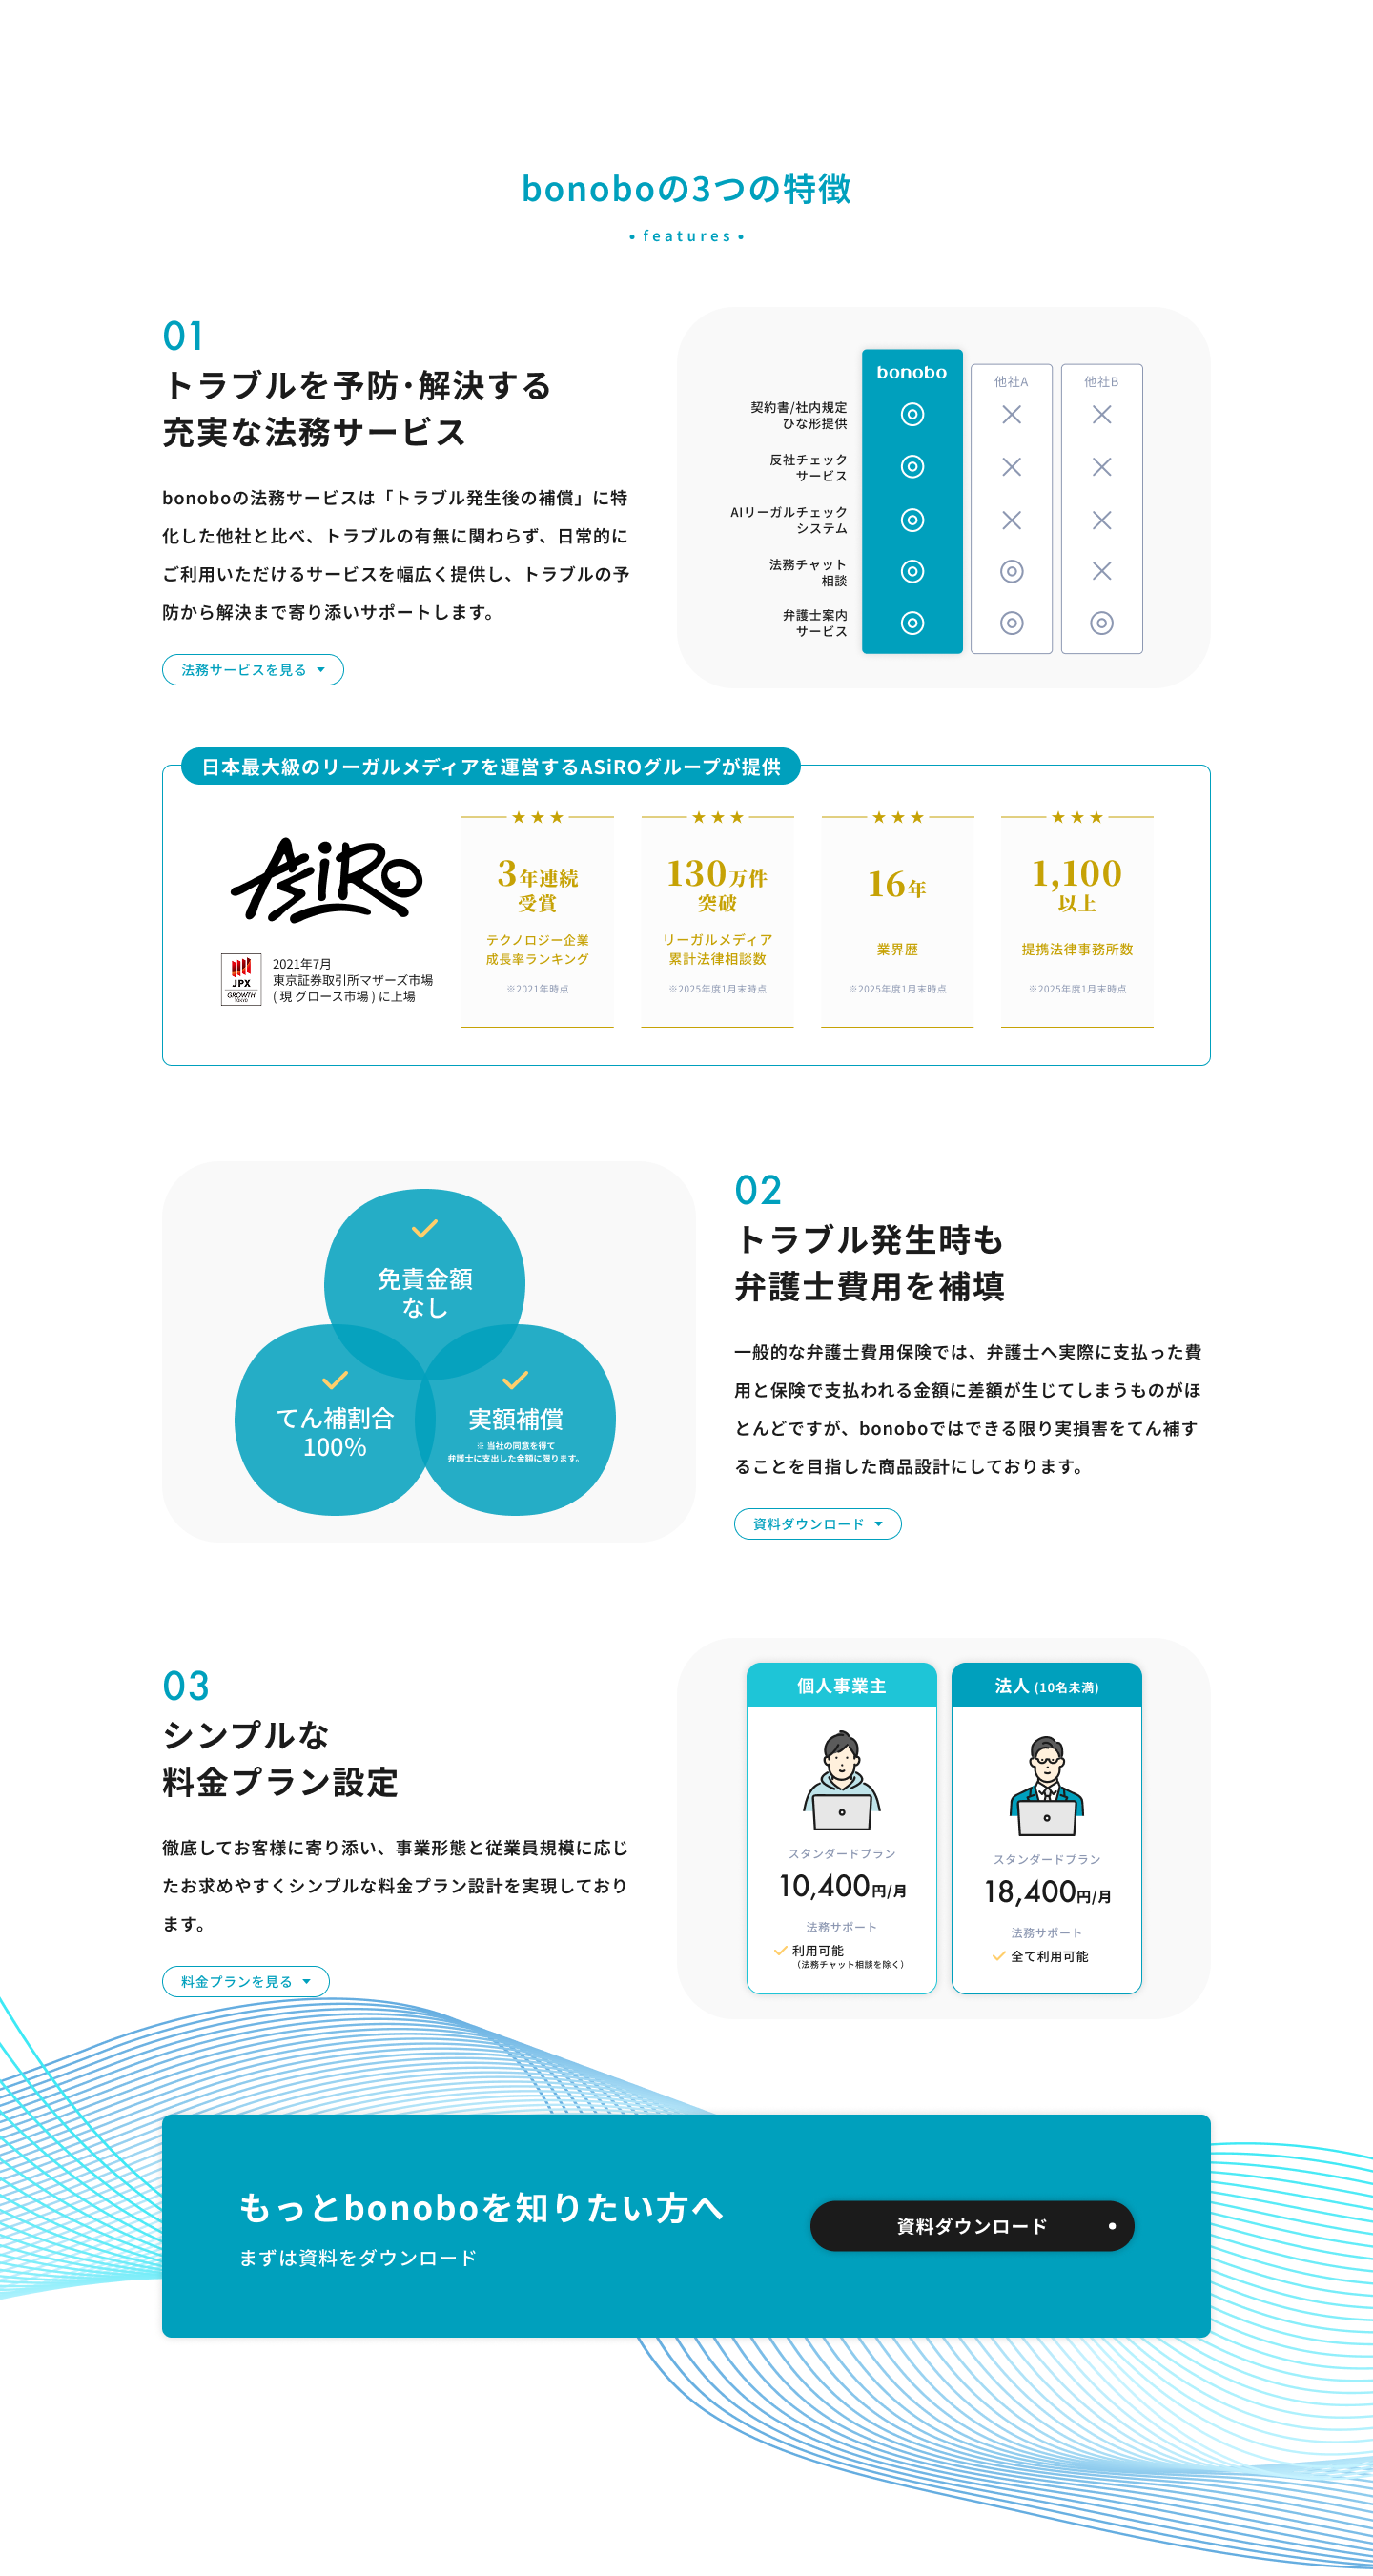 bonoboの3つの特徴
• features •
01
トラブルを予防・解決する
充実な法務サービス
bonoboの法務サービスは「トラブル発生後の補償」に特
化した他社と比べ、トラブルの有無に関わらず、日常的に
ご利用いただけるサービスを幅広く提供し、トラブルの予
防から解決まで寄り添いサポートします。
法務サービスを見る
bonobo
他社A
他社B
契約書/社内規定
ひな形提供
◎ × ×
反社チェック
サービス
◎ × ×
AIリーガルチェック
システム
◎ × ×
法務チャット
相談
◎ ◎ ×
弁護士案内
サービス
◎ ◎ ◎
日本最大級のリーガルメディアを運営するASiROグループが提供
ASiRO
JPX
GROWTH
TOKYO
2021年7月
東京証券取引所マザーズ市場
( 現 グロース市場 ) に上場
★★★
3年連続
受賞
テクノロジー企業
成長率ランキング
※2021年時点
★★★
130万件
突破
リーガルメディア
累計法律相談数
※2025年度1月末時点
★★★
16年
業界歴
※2025年度1月末時点
★★★
1,100
以上
提携法律事務所数
※2025年度1月末時点
免責金額
なし
てん補割合
100%
実額補償
※ 当社の同意を得て
弁護士に支出した金額に限ります。
02
トラブル発生時も
弁護士費用を補填
一般的な弁護士費用保険では、弁護士へ実際に支払った費
用と保険で支払われる金額に差額が生じてしまうものがほ
とんどですが、bonoboではできる限り実損害をてん補す
ることを目指した商品設計にしております。
資料ダウンロード
03
シンプルな
料金プラン設定
徹底してお客様に寄り添い、事業形態と従業員規模に応じ
たお求めやすくシンプルな料金プラン設計を実現しており
ます。
料金プランを見る
個人事業主
スタンダードプラン
10,400円/月
法務サポート
利用可能
（法務チャット相談を除く）
法人 (10名未満)
スタンダードプラン
18,400円/月
法務サポート
全て利用可能
もっとbonoboを知りたい方へ
まずは資料をダウンロード
資料ダウンロード